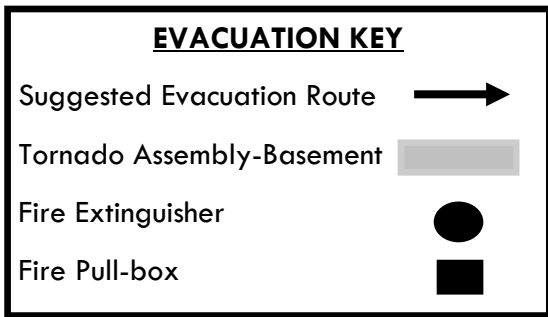 EVACUATION KEY
Suggested Evacuation Route
Tornado Assembly-Basement
Fire Extinguisher
Fire Pull-box